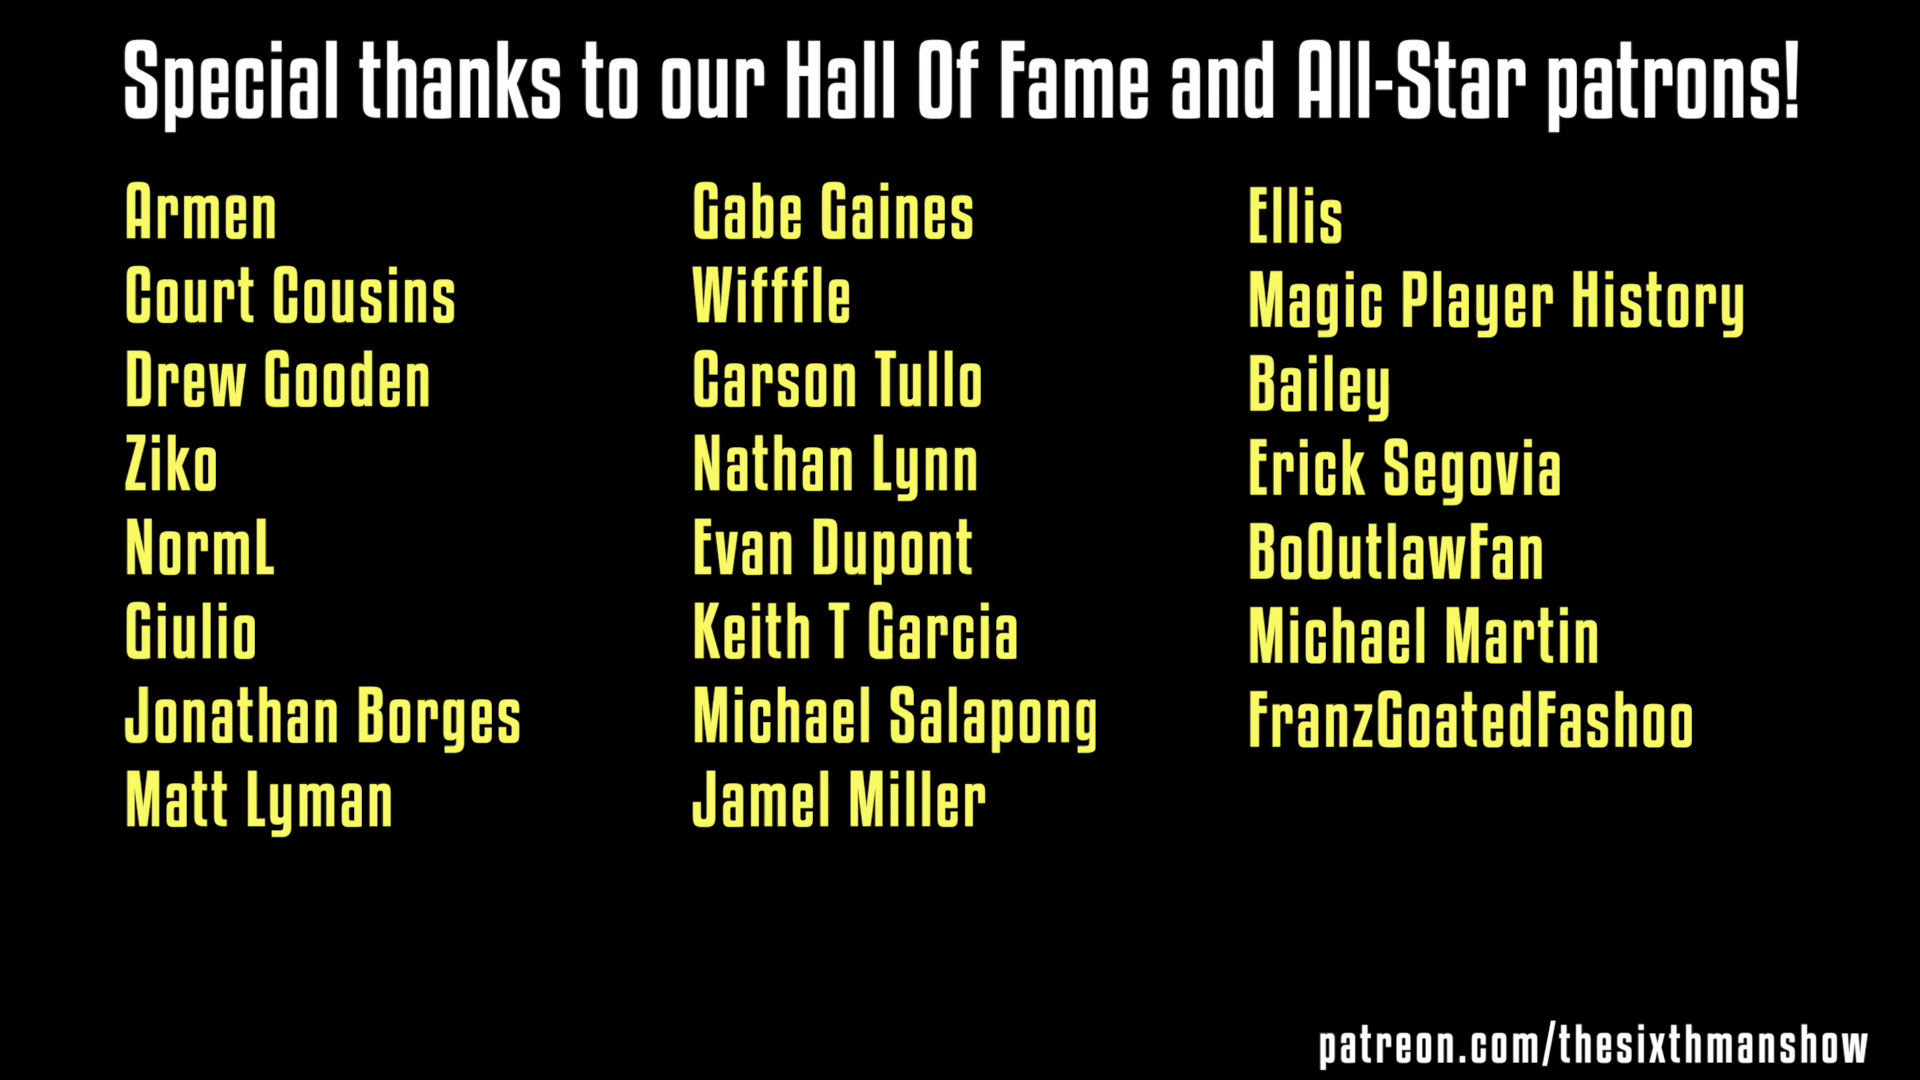 Special thanks to our Hall Of Fame and All-Star patrons!
Armen
Court Cousins
Drew Gooden
Ziko
NormL
Giulio
Jonathan Borges
Matt Lyman
Gabe Gaines
Wifffle
Carson Tullo
Nathan Lynn
Evan Dupont
Keith T Garcia
Michael Salapong
Jamel Miller
Ellis
Magic Player History
Bailey
Erick Segovia
BoOutlawFan
Michael Martin
FranzGoatedFashoo
patreon.com/thesixthmanshow